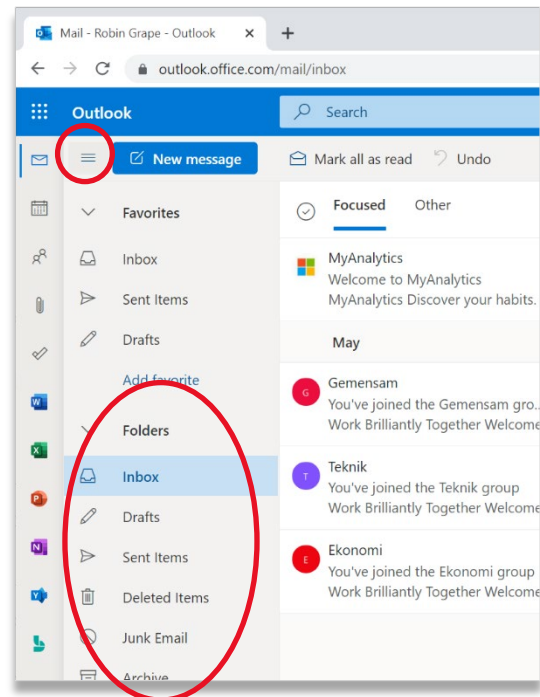 Mail - Robin Grape - Outlook
outlook.office.com/mail/inbox
Outlook
Search
New message
Mark all as read
Undo
Favorites
Inbox
Sent Items
Drafts
Add favorite
Folders
Inbox
Drafts
Sent Items
Deleted Items
Junk Email
Archive
Focused
Other
MyAnalytics
Welcome to MyAnalytics
MyAnalytics Discover your habits.
May
G
Gemensam
You've joined the Gemensam gro..
Work Brilliantly Together Welcome
T
Teknik
You've joined the Teknik group
Work Brilliantly Together Welcome
E
Ekonomi
You've joined the Ekonomi group
Work Brilliantly Together Welcome